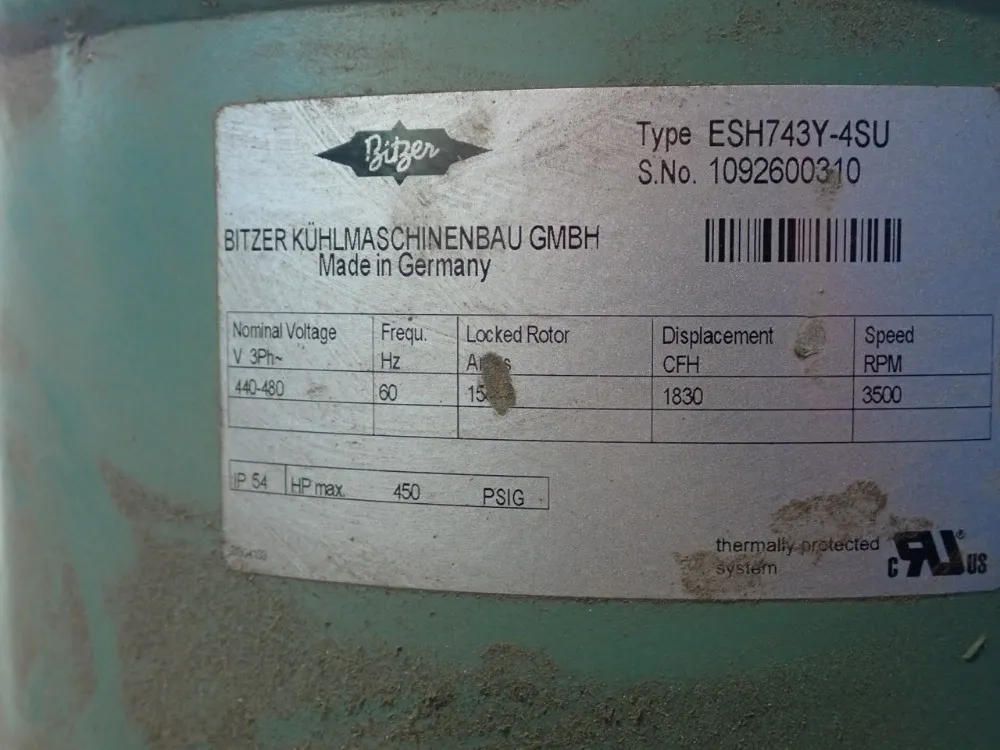 Bitzer
Type ESH743Y-4SU
S.No. 1092600310
BITZER KÜHLMASCHINENBAU GMBH
Made in Germany
Nominal Voltage Frequ. Locked Rotor Displacement Speed
V 3Ph~ Hz CFH RPM
440-480 60 1830 3500
IP 54 HP max. 450 PSIG
thermally protected
system
C US